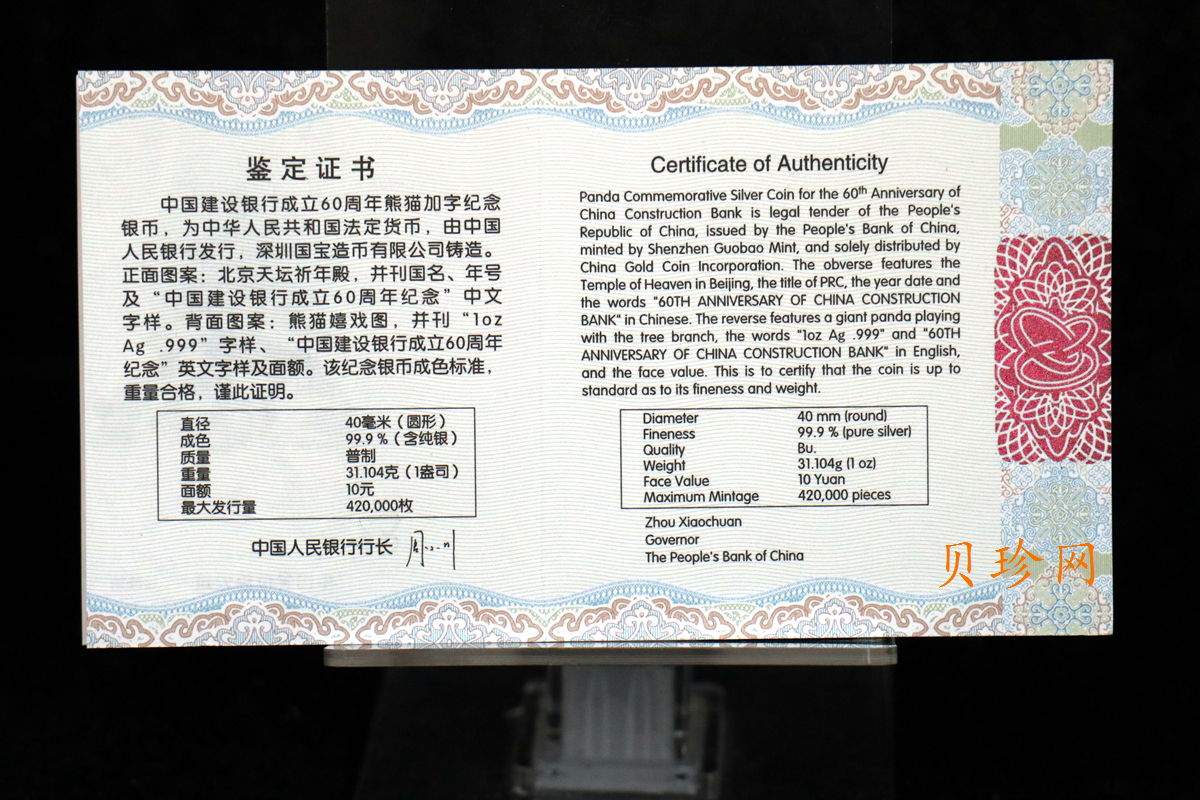 鉴定证书
中国建设银行成立60周年熊猫加字纪念
银币，为中华人民共和国法定货币，由中国
人民银行发行，深圳国宝造币有限公司铸造。
正面图案：北京天坛祈年殿，并刊国名、年号
及“中国建设银行成立60周年纪念”中文
字样。背面图案：熊猫嬉戏图，并刊“1oz
Ag .999”字样、“中国建设银行成立60周年
纪念”英文字样及面额。该纪念银币成色标准，
重量合格，谨此证明。
直径 40毫米（圆形）
成色 99.9％（含纯银）
质量 普制
重量 31.104克（1盎司）
面额 10元
最大发行量 420,000枚
中国人民银行行长
Certificate of Authenticity
Panda Commemorative Silver Coin for the 60th Anniversary of
China Construction Bank is legal tender of the People's
Republic of China, issued by the People's Bank of China,
minted by Shenzhen Guobao Mint, and solely distributed by
China Gold Coin Incorporation. The obverse features the
Temple of Heaven in Beijing, the title of PRC, the year date and
the words "60TH ANNIVERSARY OF CHINA CONSTRUCTION
BANK" in Chinese. The reverse features a giant panda playing
with the tree branch, the words "1oz Ag .999" and "60TH
ANNIVERSARY OF CHINA CONSTRUCTION BANK" in English,
and the face value. This is to certify that the coin is up to
standard as to its fineness and weight.
Diameter 40 mm (round)
Fineness 99.9 % (pure silver)
Quality Bu.
Weight 31.104g (1 oz)
Face Value 10 Yuan
Maximum Mintage 420,000 pieces
Zhou Xiaochuan
Governor
The People's Bank of China
贝珍网